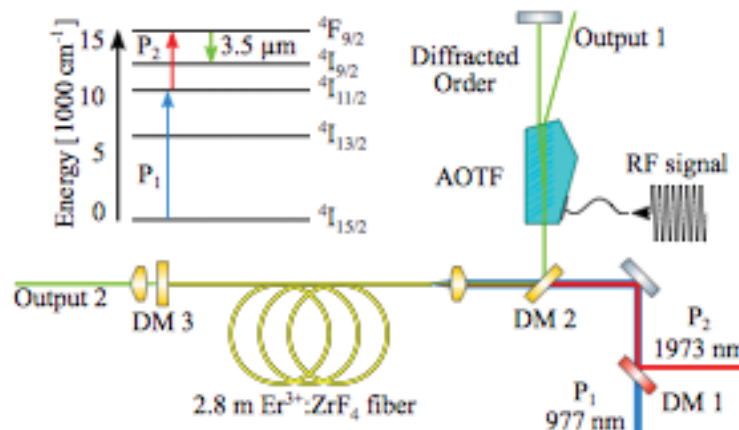 Energy [1000 cm⁻¹]
15
10
5
0
P₂
3.5 µm
P₁
⁴F₉/₂
⁴I₉/₂
⁴I₁₁/₂
⁴I₁₃/₂
⁴I₁₅/₂
Diffracted
Order
Output 1
AOTF
RF signal
Output 2
DM 3
2.8 m Er³⁺:ZrF₄ fiber
DM 2
P₂
1973 nm
DM 1
P₁
977 nm